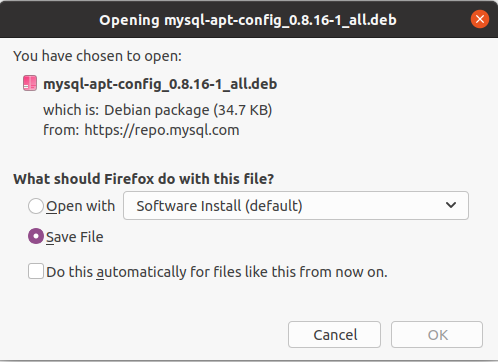 Opening mysql-apt-config_0.8.16-1_all.deb
You have chosen to open:
mysql-apt-config_0.8.16-1_all.deb
which is: Debian package (34.7 KB)
from: https://repo.mysql.com
What should Firefox do with this file?
Open with Software Install (default)
Save File
Do this automatically for files like this from now on.
Cancel OK